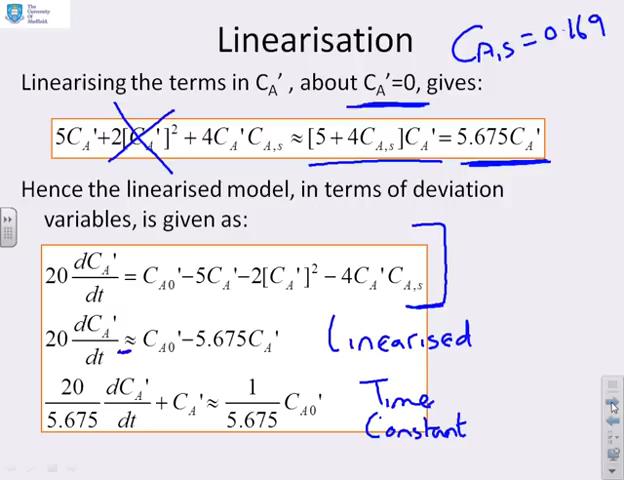 The
University
Of
Sheffield.
Linearisation
C_{A,s} = 0.169
Linearising the terms in C_A' , about C_A'=0, gives:
5C_A'+2[C_A']^2 + 4C_A'C_{A,s} ≈ [5 + 4C_{A,s}]C_A' = 5.675C_A'
Hence the linearised model, in terms of deviation
variables, is given as:
20 dC_A'/dt = C_{A0}'−5C_A'−2[C_A']^2 − 4C_A'C_{A,s}
20 dC_A'/dt ≈ C_{A0}'−5.675C_A' Linearised
20/5.675 dC_A'/dt + C_A' ≈ 1/5.675 C_{A0}' Time
Constant